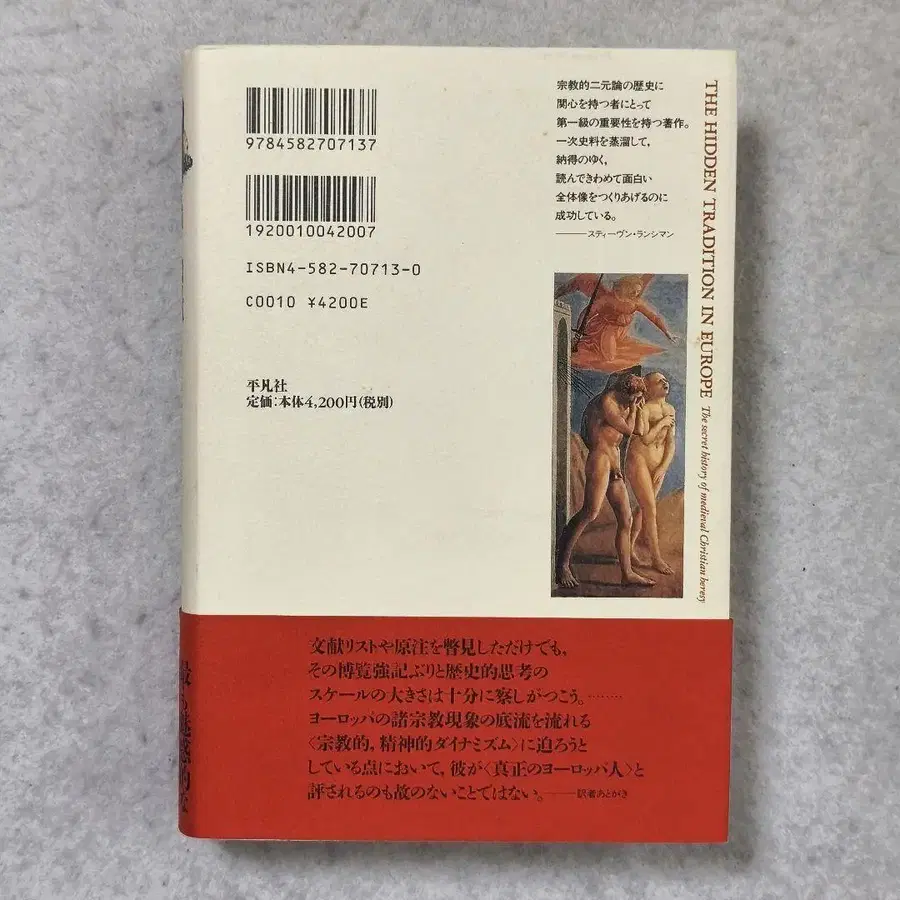 9784582707137
1920010042007
ISBN4-582-70713-0
C0010 ¥4200E
平凡社
定価：本体4,200円（税別）
宗教的二元論の歴史に
関心を持つ者にとって
第一級の重要性を持つ著作。
一次史料を蒸溜して，
納得のゆく，
読んできわめて面白い
全体像をつくりあげるのに
成功している。
——スティーヴン・ランシマン
THE HIDDEN TRADITION IN EUROPE The secret history of medieval Christian heresy
文献リストや原注を瞥見しただけでも，
その博覧強記ぶりと歴史的思考の
スケールの大きさは十分に察しがつこう。………
ヨーロッパの諸宗教現象の底流を流れる
〈宗教的，精神的ダイナミズム〉に迫ろうと
している点において，彼が〈真正のヨーロッパ人〉と
評されるのも故のないことではない。——訳者あとがき
最も魅惑的な